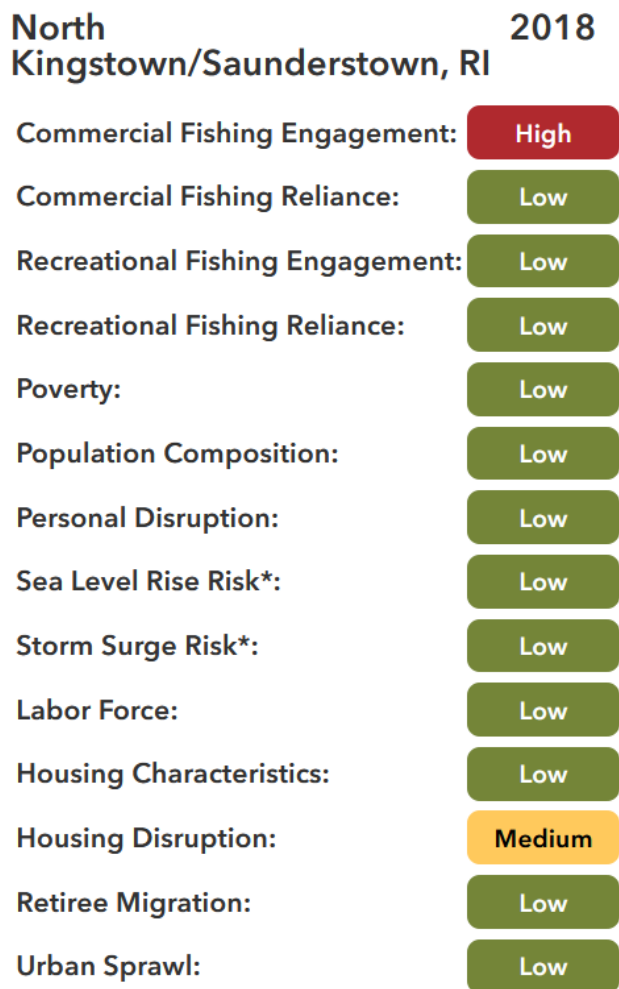 North 2018
Kingstown/Saunderstown, RI
Commercial Fishing Engagement: High
Commercial Fishing Reliance: Low
Recreational Fishing Engagement: Low
Recreational Fishing Reliance: Low
Poverty: Low
Population Composition: Low
Personal Disruption: Low
Sea Level Rise Risk*: Low
Storm Surge Risk*: Low
Labor Force: Low
Housing Characteristics: Low
Housing Disruption: Medium
Retiree Migration: Low
Urban Sprawl: Low